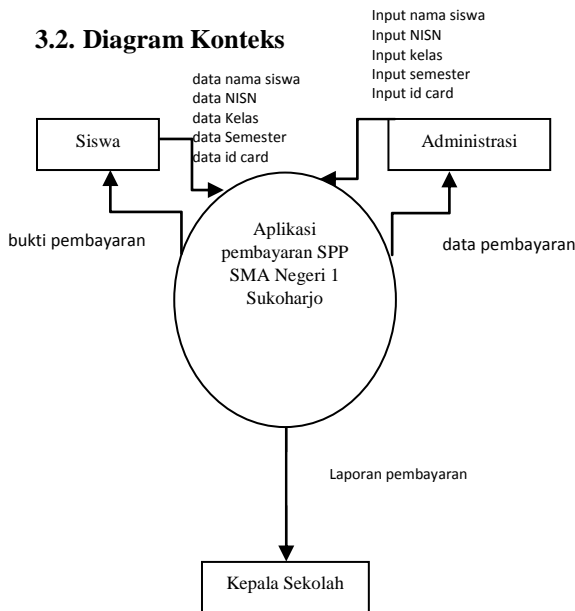 3.2. Diagram Konteks
Input nama siswa
Input NISN
Input kelas
Input semester
Input id card
data nama siswa
data NISN
data Kelas
data Semester
data id card
Siswa
Administrasi
Aplikasi
pembayaran SPP
SMA Negeri 1
Sukoharjo
bukti pembayaran
data pembayaran
Laporan pembayaran
Kepala Sekolah